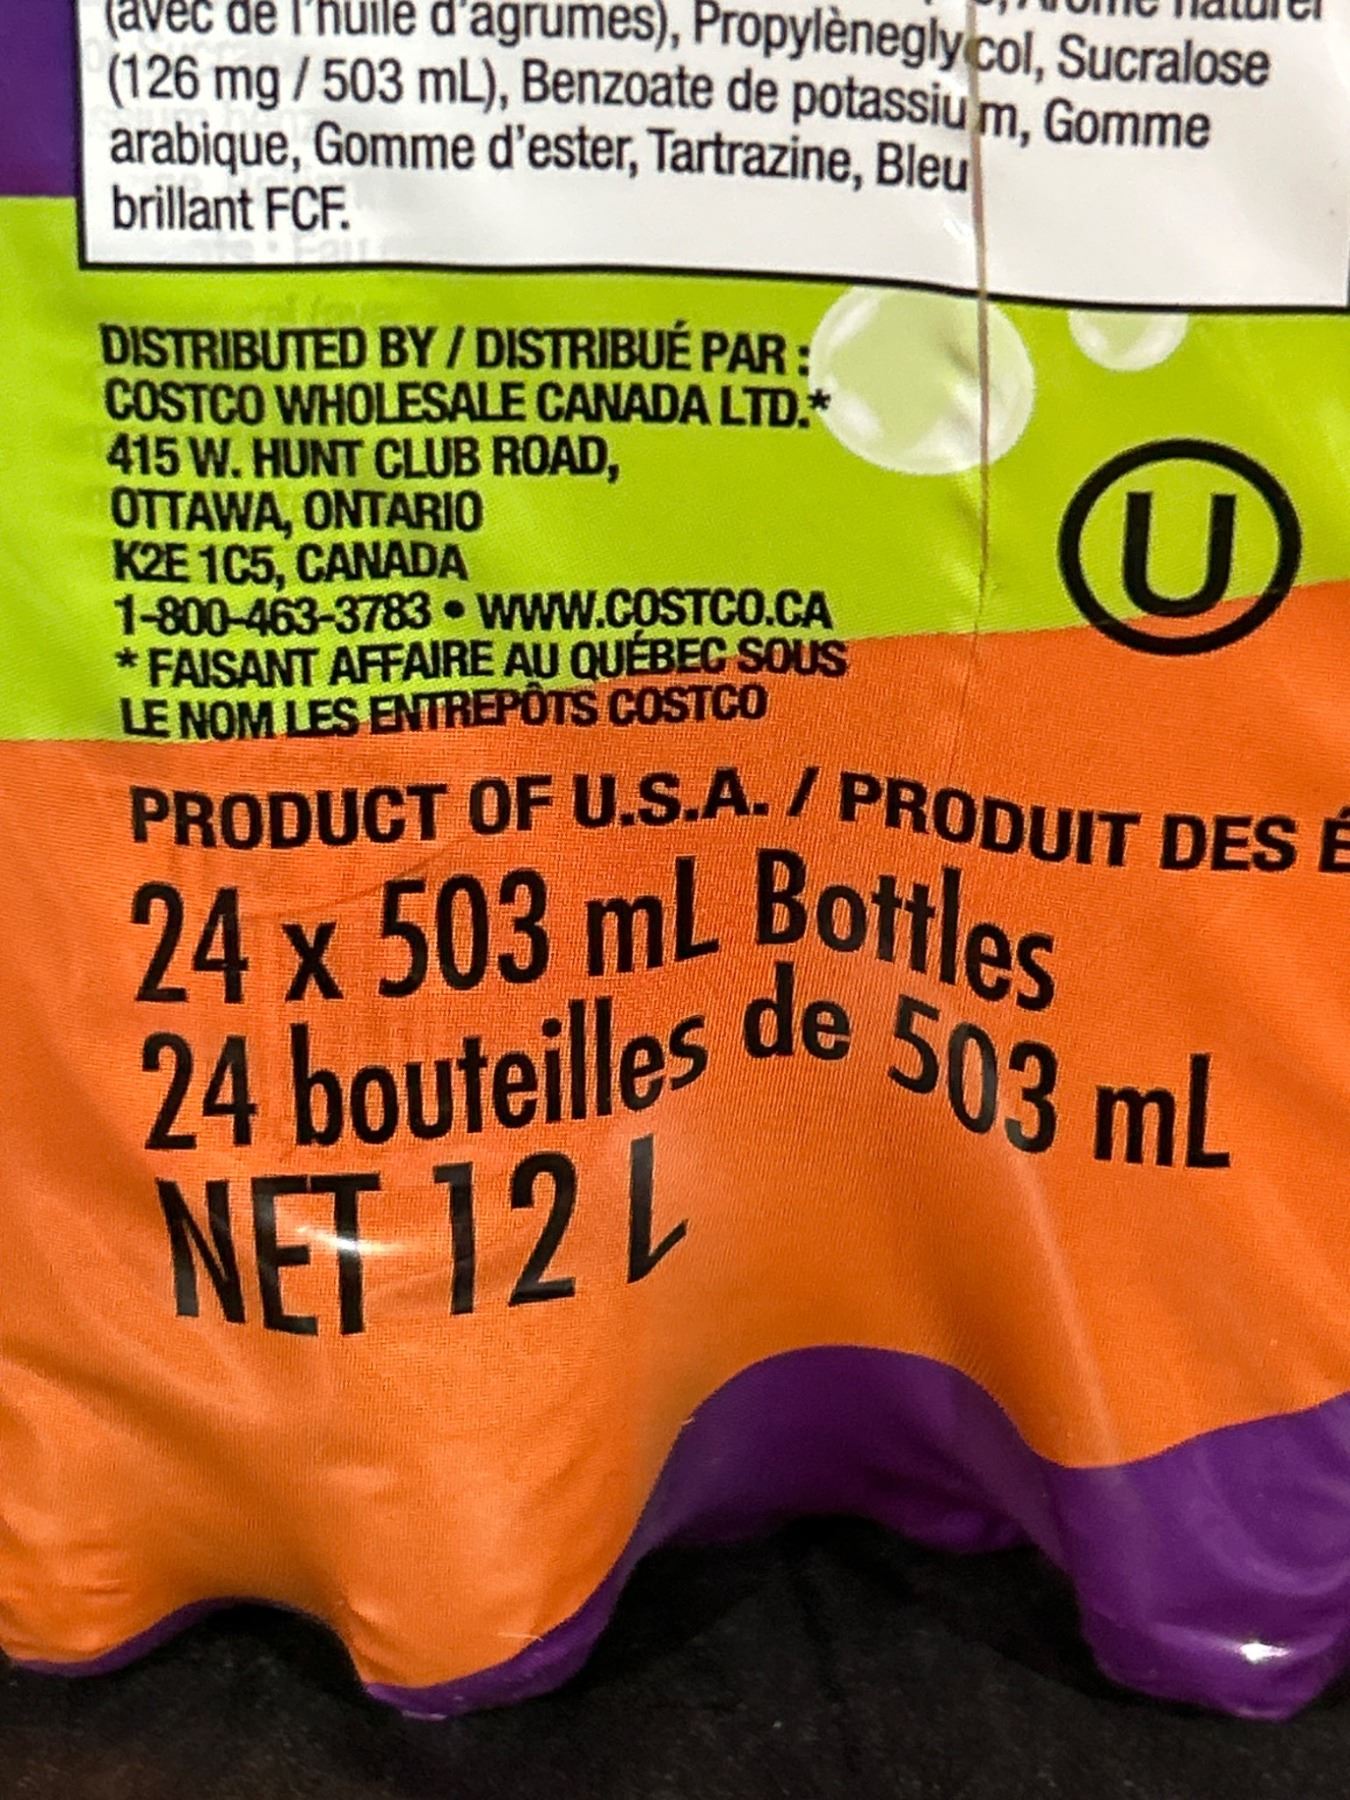 (avec de l'huile d'agrumes), Propylèneglycol, Sucralose
(126 mg / 503 mL), Benzoate de potassium, Gomme
arabique, Gomme d'ester, Tartrazine, Bleu
brillant FCF.
DISTRIBUTED BY / DISTRIBUÉ PAR :
COSTCO WHOLESALE CANADA LTD.*
415 W. HUNT CLUB ROAD,
OTTAWA, ONTARIO
K2E 1C5, CANADA
1-800-463-3783 • WWW.COSTCO.CA
* FAISANT AFFAIRE AU QUÉBEC SOUS
LE NOM LES ENTREPÔTS COSTCO
U
PRODUCT OF U.S.A. / PRODUIT DES É
24 x 503 mL Bottles
24 bouteilles de 503 mL
NET 12 L